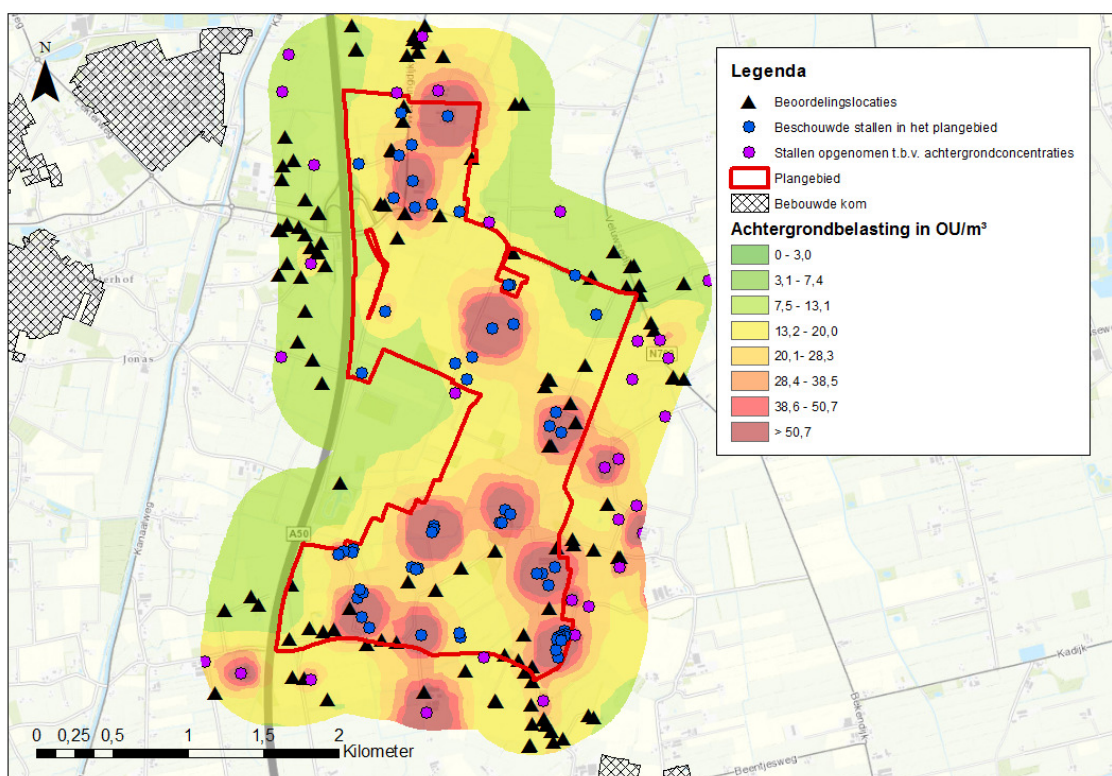 N
Kanaalweg
Jonas
A50
Legenda
Beoordelingslocaties
Beschouwde stallen in het plangebied
Stallen opgenomen t.b.v. achtergrondconcentraties
Plangebied
Bebouwde kom
Achtergrondbelasting in OU/m³
0 - 3,0
3,1 - 7,4
7,5 - 13,1
13,2 - 20,0
20,1- 28,3
28,4 - 38,5
38,6 - 50,7
> 50,7
Kadijk
Bekendijk
Beentjesweg
0 0,25 0,5 1 1,5 2
Kilometer